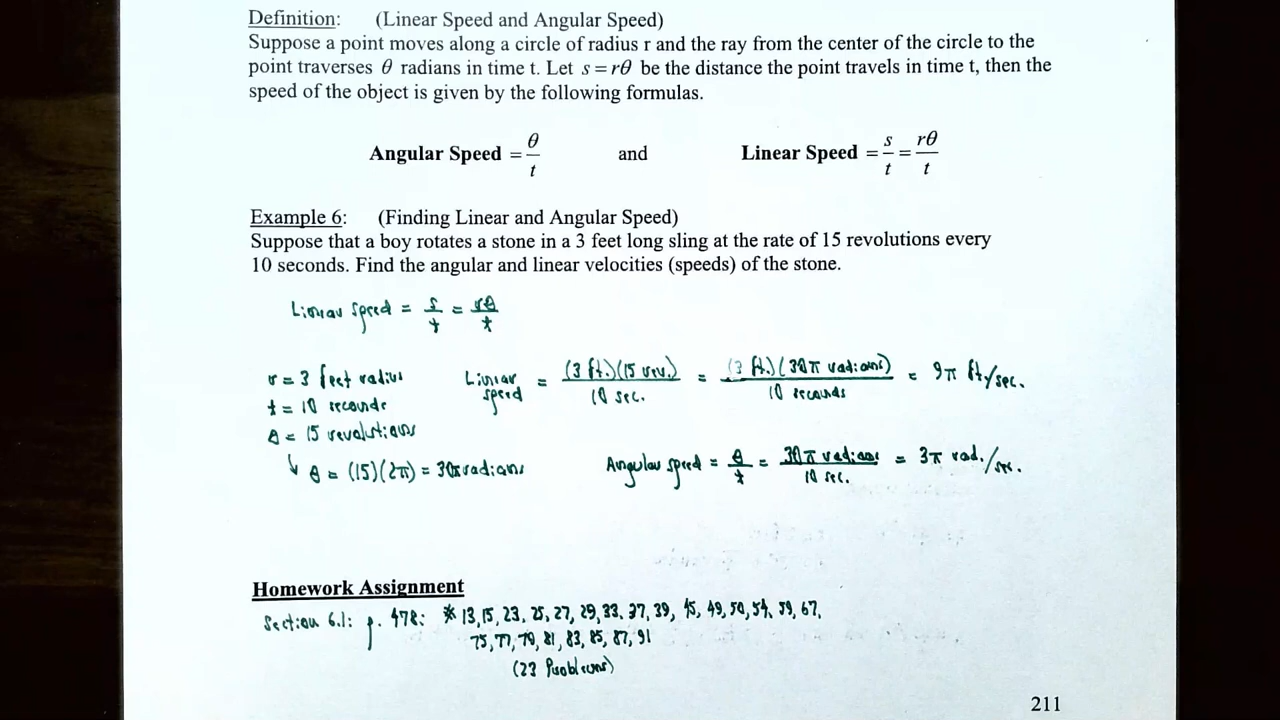 Definition: (Linear Speed and Angular Speed)
Suppose a point moves along a circle of radius r and the ray from the center of the circle to the
point traverses θ radians in time t. Let s = rθ be the distance the point travels in time t, then the
speed of the object is given by the following formulas.
Angular Speed = θ/t and Linear Speed = s/t = rθ/t
Example 6: (Finding Linear and Angular Speed)
Suppose that a boy rotates a stone in a 3 feet long sling at the rate of 15 revolutions every
10 seconds. Find the angular and linear velocities (speeds) of the stone.
Linear speed = s/t = rθ/t
r = 3 feet radius
t = 10 seconds
θ = 15 revolutions
↳ θ = (15)(2π) = 30π radians
Linear speed = (3 ft.)(15 rev.)/10 sec. = (3 ft.)(30π radians)/10 seconds = 9π ft/sec.
Angular speed = θ/t = 30π radians/10 sec. = 3π rad./sec.
Homework Assignment
Section 6.1: p. 478: * 13, 15, 23, 25, 27, 29, 33, 37, 39, 45, 49, 50, 54, 59, 67,
75, 77, 79, 81, 83, 85, 87, 91
(23 Problems)
211